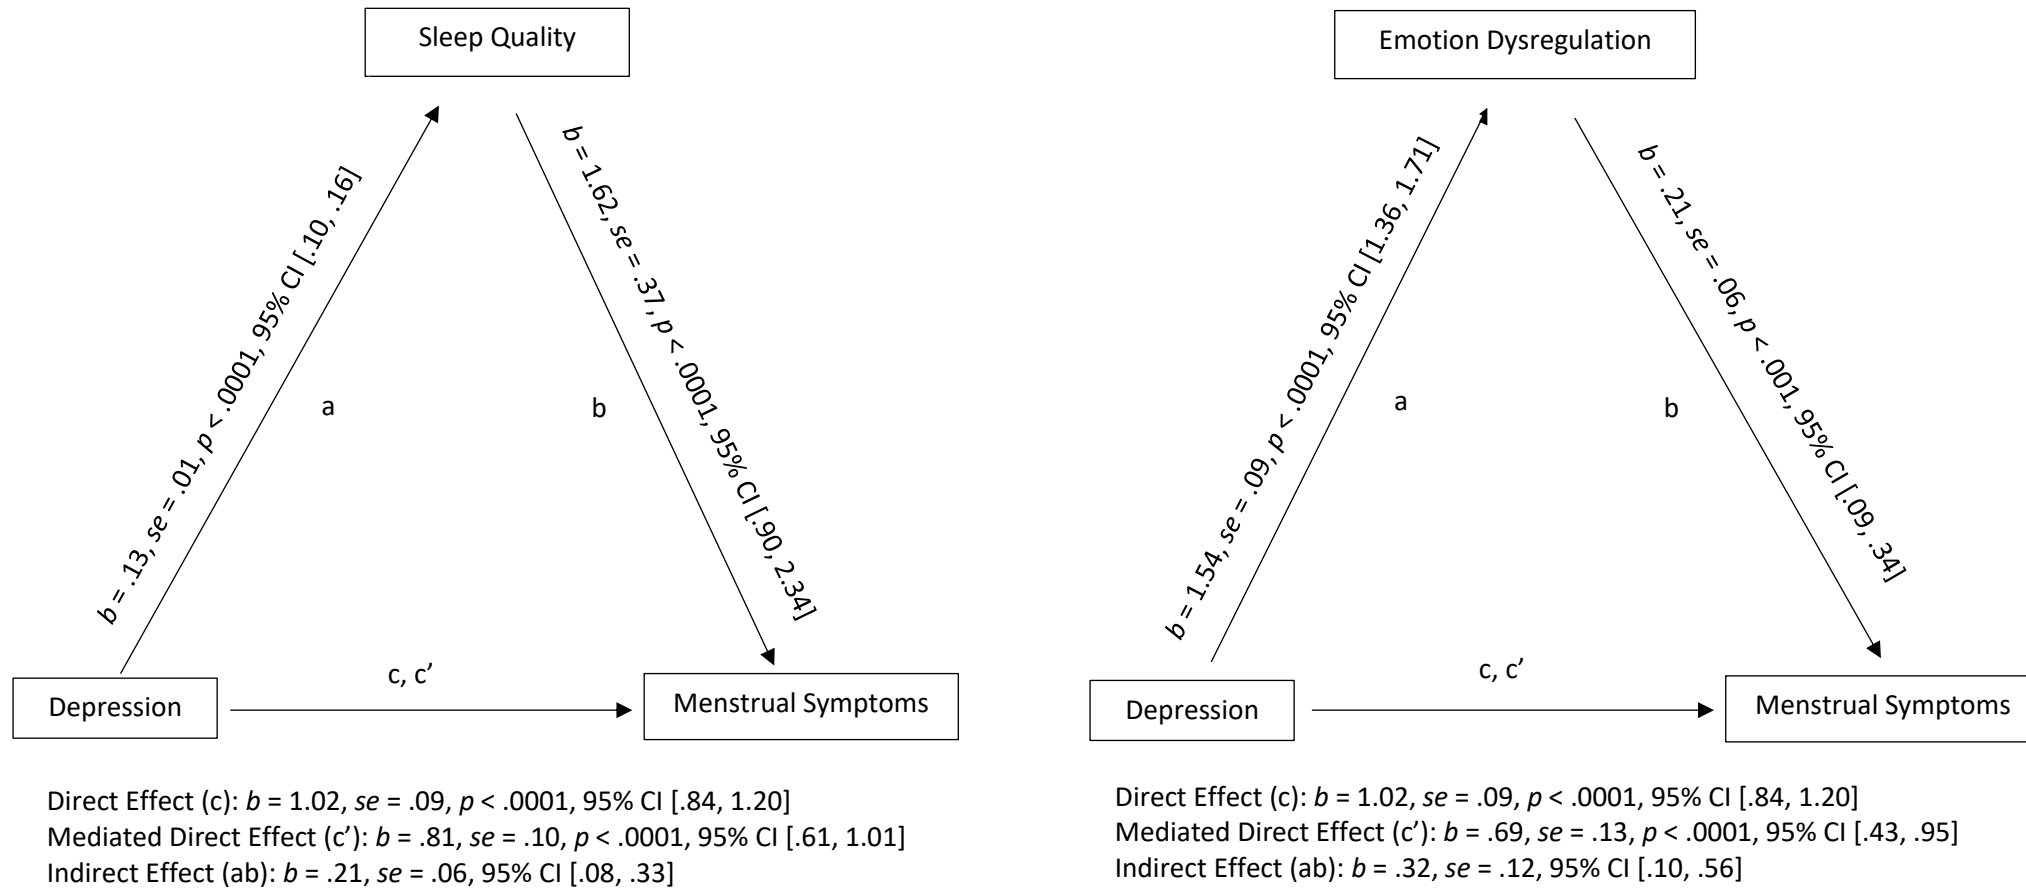 Sleep Quality
b = .13, se = .01, p < .0001, 95% CI [.10, .16]
a
b = 1.62, se = .37, p < .0001, 95% CI [.90, 2.34]
b
Depression
c, c’
Menstrual Symptoms
Direct Effect (c): b = 1.02, se = .09, p < .0001, 95% CI [.84, 1.20]
Mediated Direct Effect (c’): b = .81, se = .10, p < .0001, 95% CI [.61, 1.01]
Indirect Effect (ab): b = .21, se = .06, 95% CI [.08, .33]
Emotion Dysregulation
b = 1.54, se = .09, p < .0001, 95% CI [1.36, 1.71]
a
b = .21, se = .06, p < .001, 95% CI [.09, .34]
b
Depression
c, c’
Menstrual Symptoms
Direct Effect (c): b = 1.02, se = .09, p < .0001, 95% CI [.84, 1.20]
Mediated Direct Effect (c’): b = .69, se = .13, p < .0001, 95% CI [.43, .95]
Indirect Effect (ab): b = .32, se = .12, 95% CI [.10, .56]